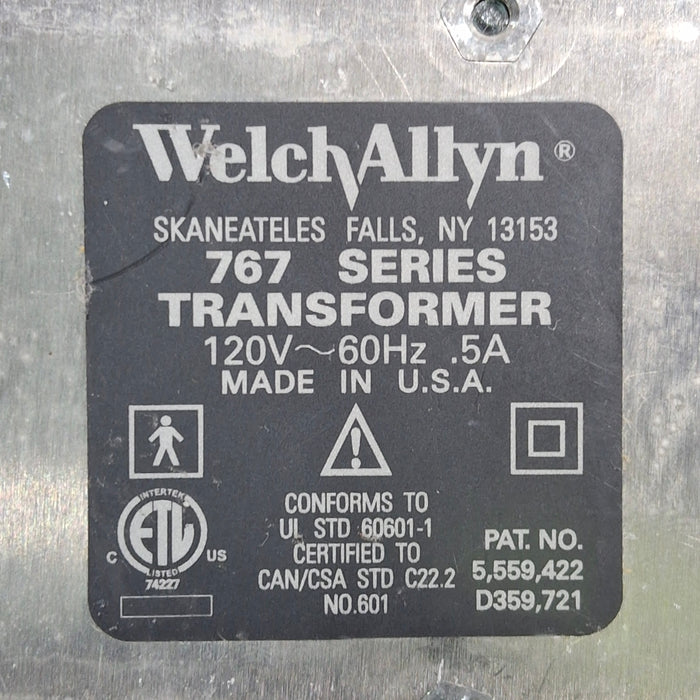 WelchAllyn ®
SKANEATELES FALLS, NY 13153
767 SERIES
TRANSFORMER
120V~60Hz .5A
MADE IN U.S.A.
INTERTEK
ETL
C US
LISTED
74227
CONFORMS TO
UL STD 60601-1
CERTIFIED TO
CAN/CSA STD C22.2
NO.601
PAT. NO.
5,559,422
D359,721